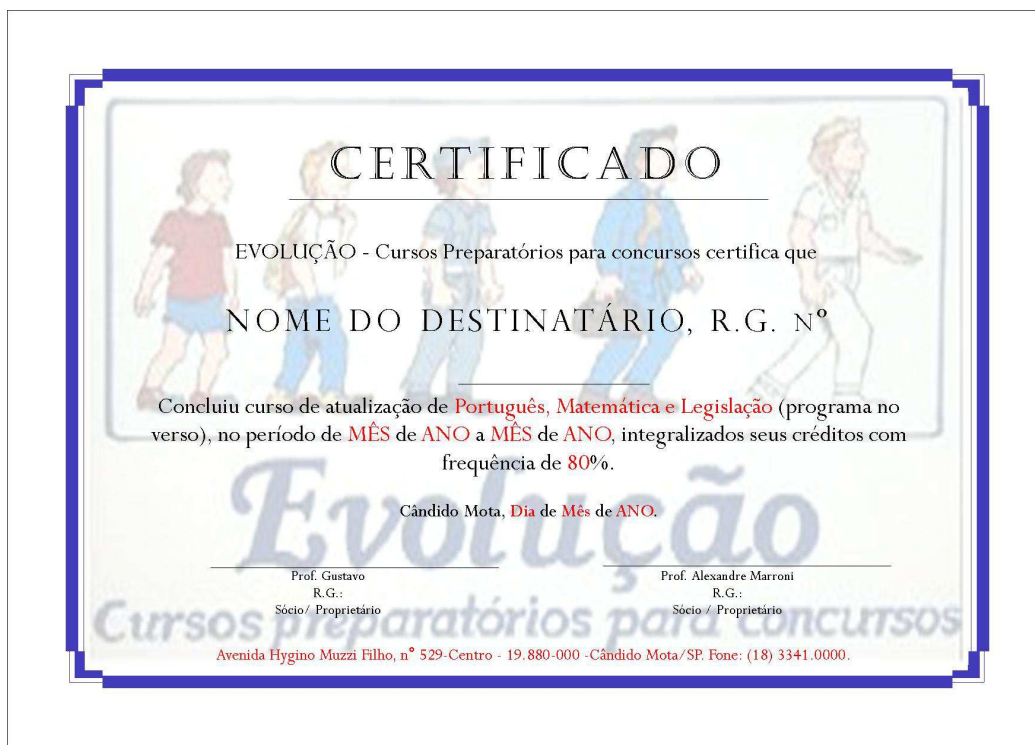 CERTIFICADO
EVOLUÇÃO - Cursos Preparatórios para concursos certifica que
NOME DO DESTINATÁRIO, R.G. Nº
Concluiu curso de atualização de Português, Matemática e Legislação (programa no
verso), no período de MÊS de ANO a MÊS de ANO, integralizados seus créditos com
frequência de 80%.
Evolução
Cândido Mota, Dia de Mês de ANO.
Prof. Gustavo
R.G.:
Sócio/ Proprietário
Prof. Alexandre Marroni
R.G.:
Sócio / Proprietário
Cursos preparatórios para concursos
Avenida Hygino Muzzi Filho, n° 529-Centro - 19.880-000 -Cândido Mota/SP. Fone: (18) 3341.0000.